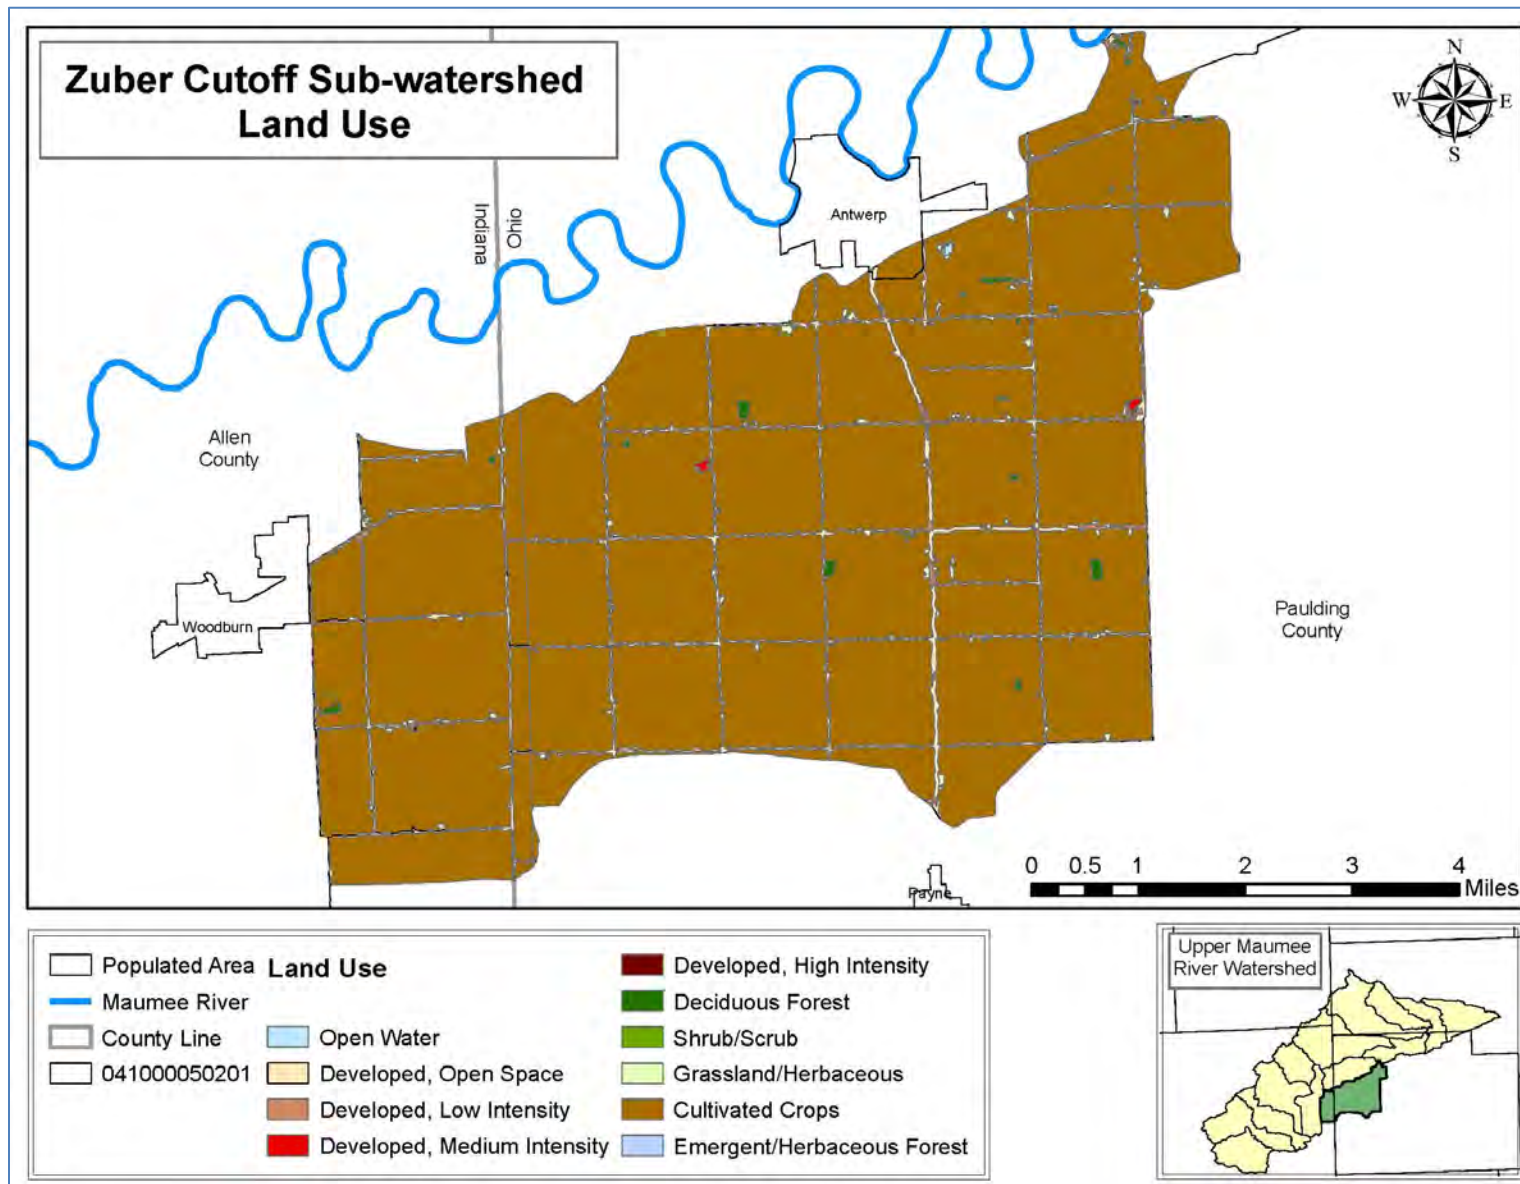 Zuber Cutoff Sub-watershed
Land Use
N
W
E
S
Indiana
Ohio
Antwerp
Allen
County
Woodburn
Paulding
County
Payne
0 0.5 1 2 3 4
Miles
Populated Area
Maumee River
County Line
041000050201
Land Use
Open Water
Developed, Open Space
Developed, Low Intensity
Developed, Medium Intensity
Developed, High Intensity
Deciduous Forest
Shrub/Scrub
Grassland/Herbaceous
Cultivated Crops
Emergent/Herbaceous Forest
Upper Maumee
River Watershed